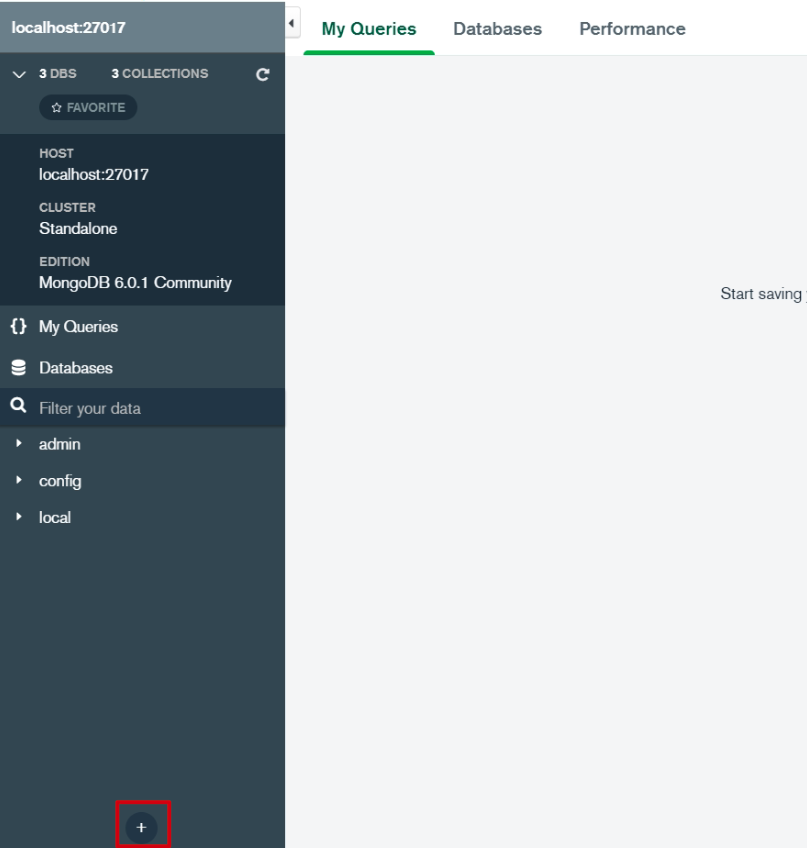 localhost:27017
My Queries Databases Performance
3 DBS 3 COLLECTIONS
FAVORITE
HOST
localhost:27017
CLUSTER
Standalone
EDITION
MongoDB 6.0.1 Community
Start saving
{} My Queries
Databases
Filter your data
admin
config
local
+